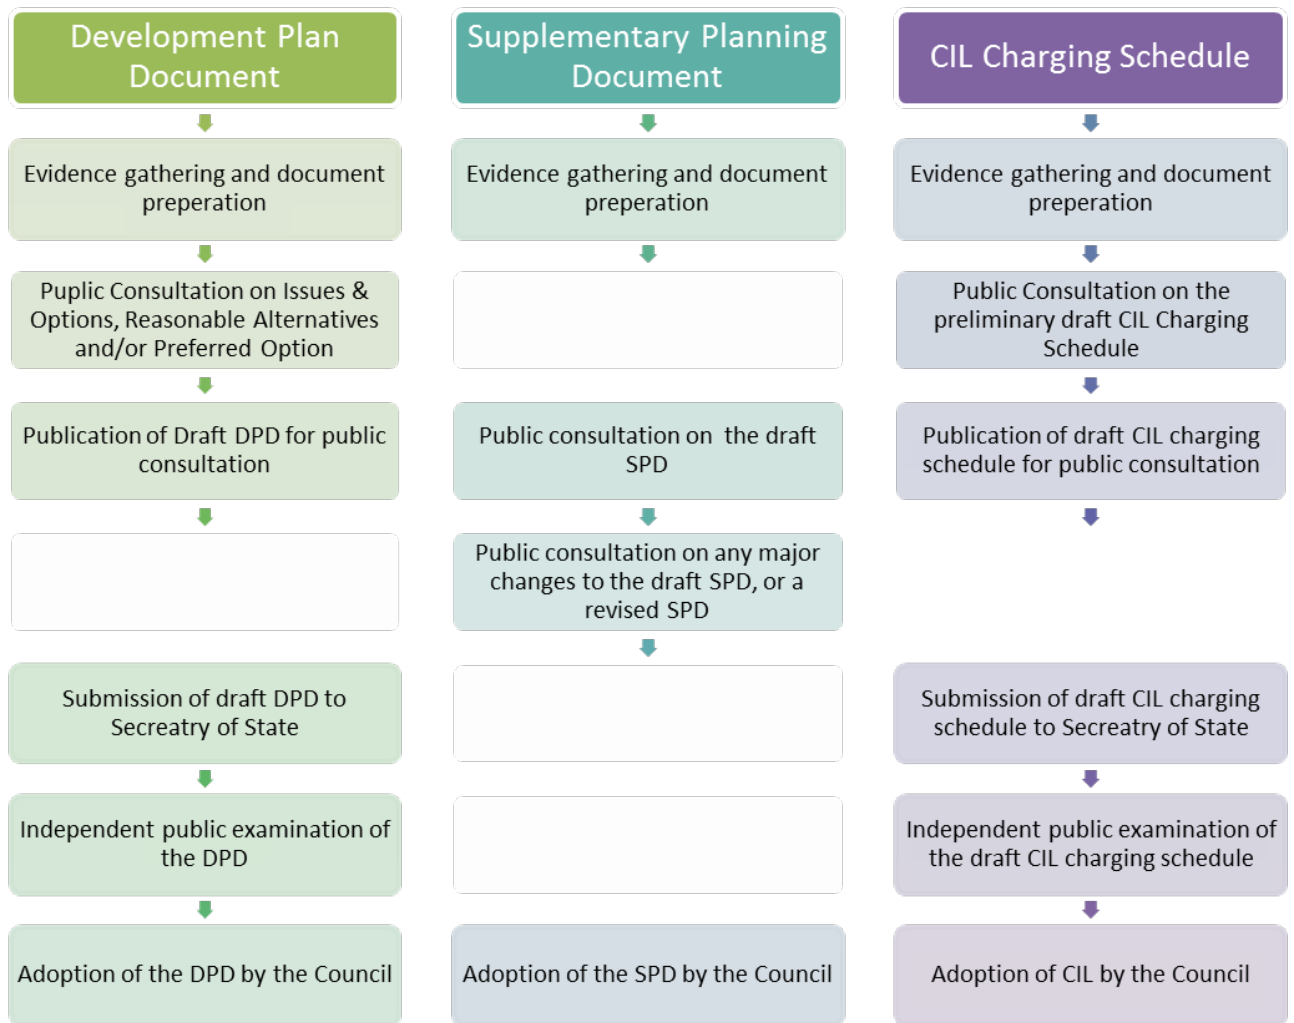 Development Plan
Document
Evidence gathering and document
preperation
Puplic Consultation on Issues &
Options, Reasonable Alternatives
and/or Preferred Option
Publication of Draft DPD for public
consultation
Submission of draft DPD to
Secreatry of State
Independent public examination of
the DPD
Adoption of the DPD by the Council
Supplementary Planning
Document
Evidence gathering and document
preperation
Public consultation on the draft
SPD
Public consultation on any major
changes to the draft SPD, or a
revised SPD
Adoption of the SPD by the Council
CIL Charging Schedule
Evidence gathering and document
preperation
Public Consultation on the
preliminary draft CIL Charging
Schedule
Publication of draft CIL charging
schedule for public consultation
Submission of draft CIL charging
schedule to Secreatry of State
Independent public examination of
the draft CIL charging schedule
Adoption of CIL by the Council